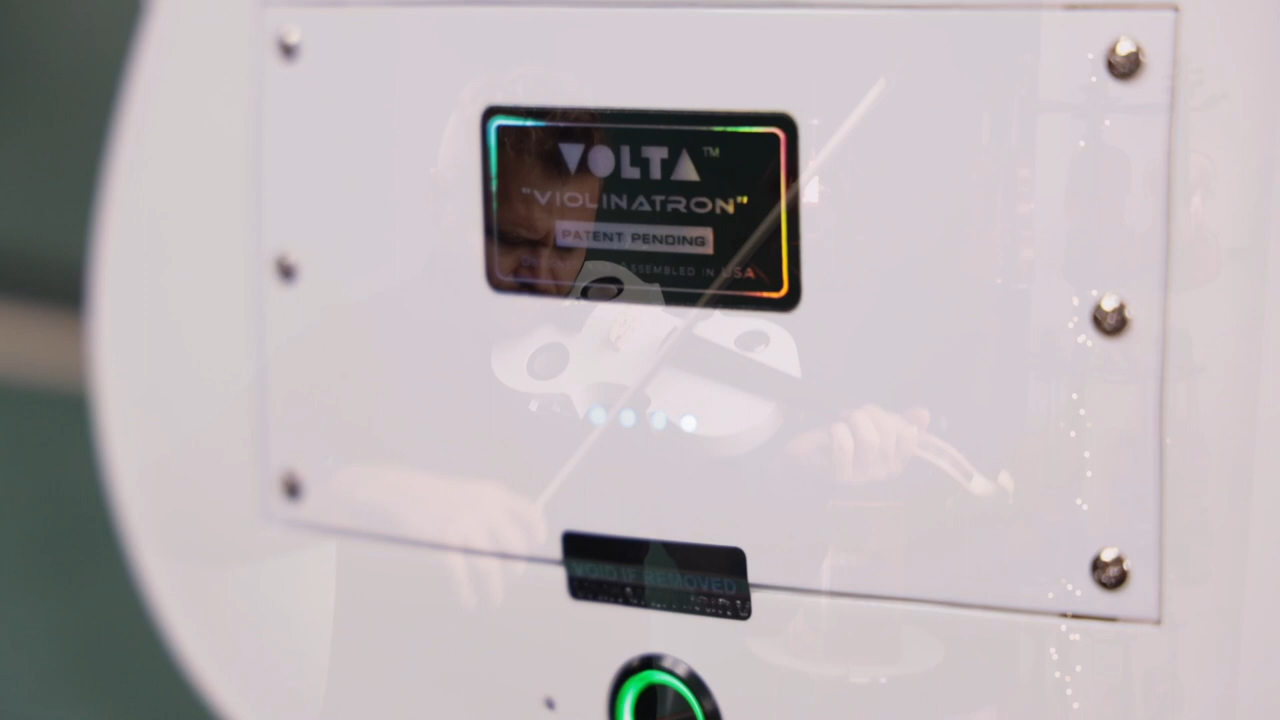 VOLTA™
"VIOLINATRON"
PATENT PENDING
ASSEMBLED IN USA
VOID IF REMOVED